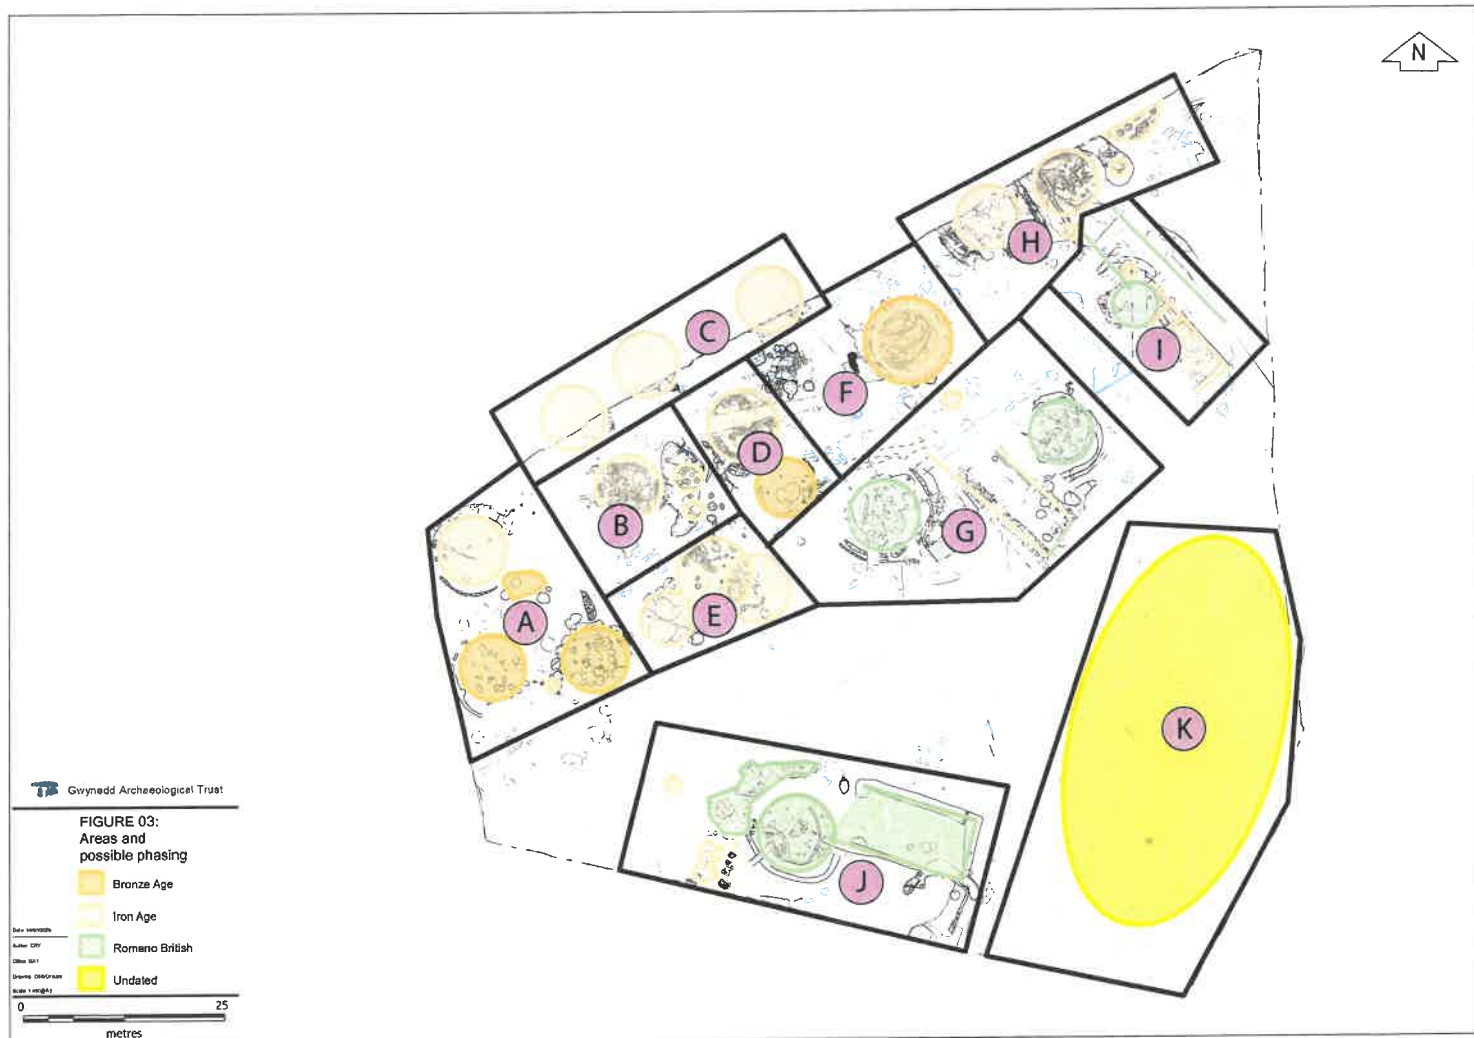 N
H
C
I
F
D
B
G
A
E
K
J
Gwynedd Archaeological Trust
FIGURE 03:
Areas and
possible phasing
Bronze Age
Iron Age
Romano British
Undated
0 25
metres